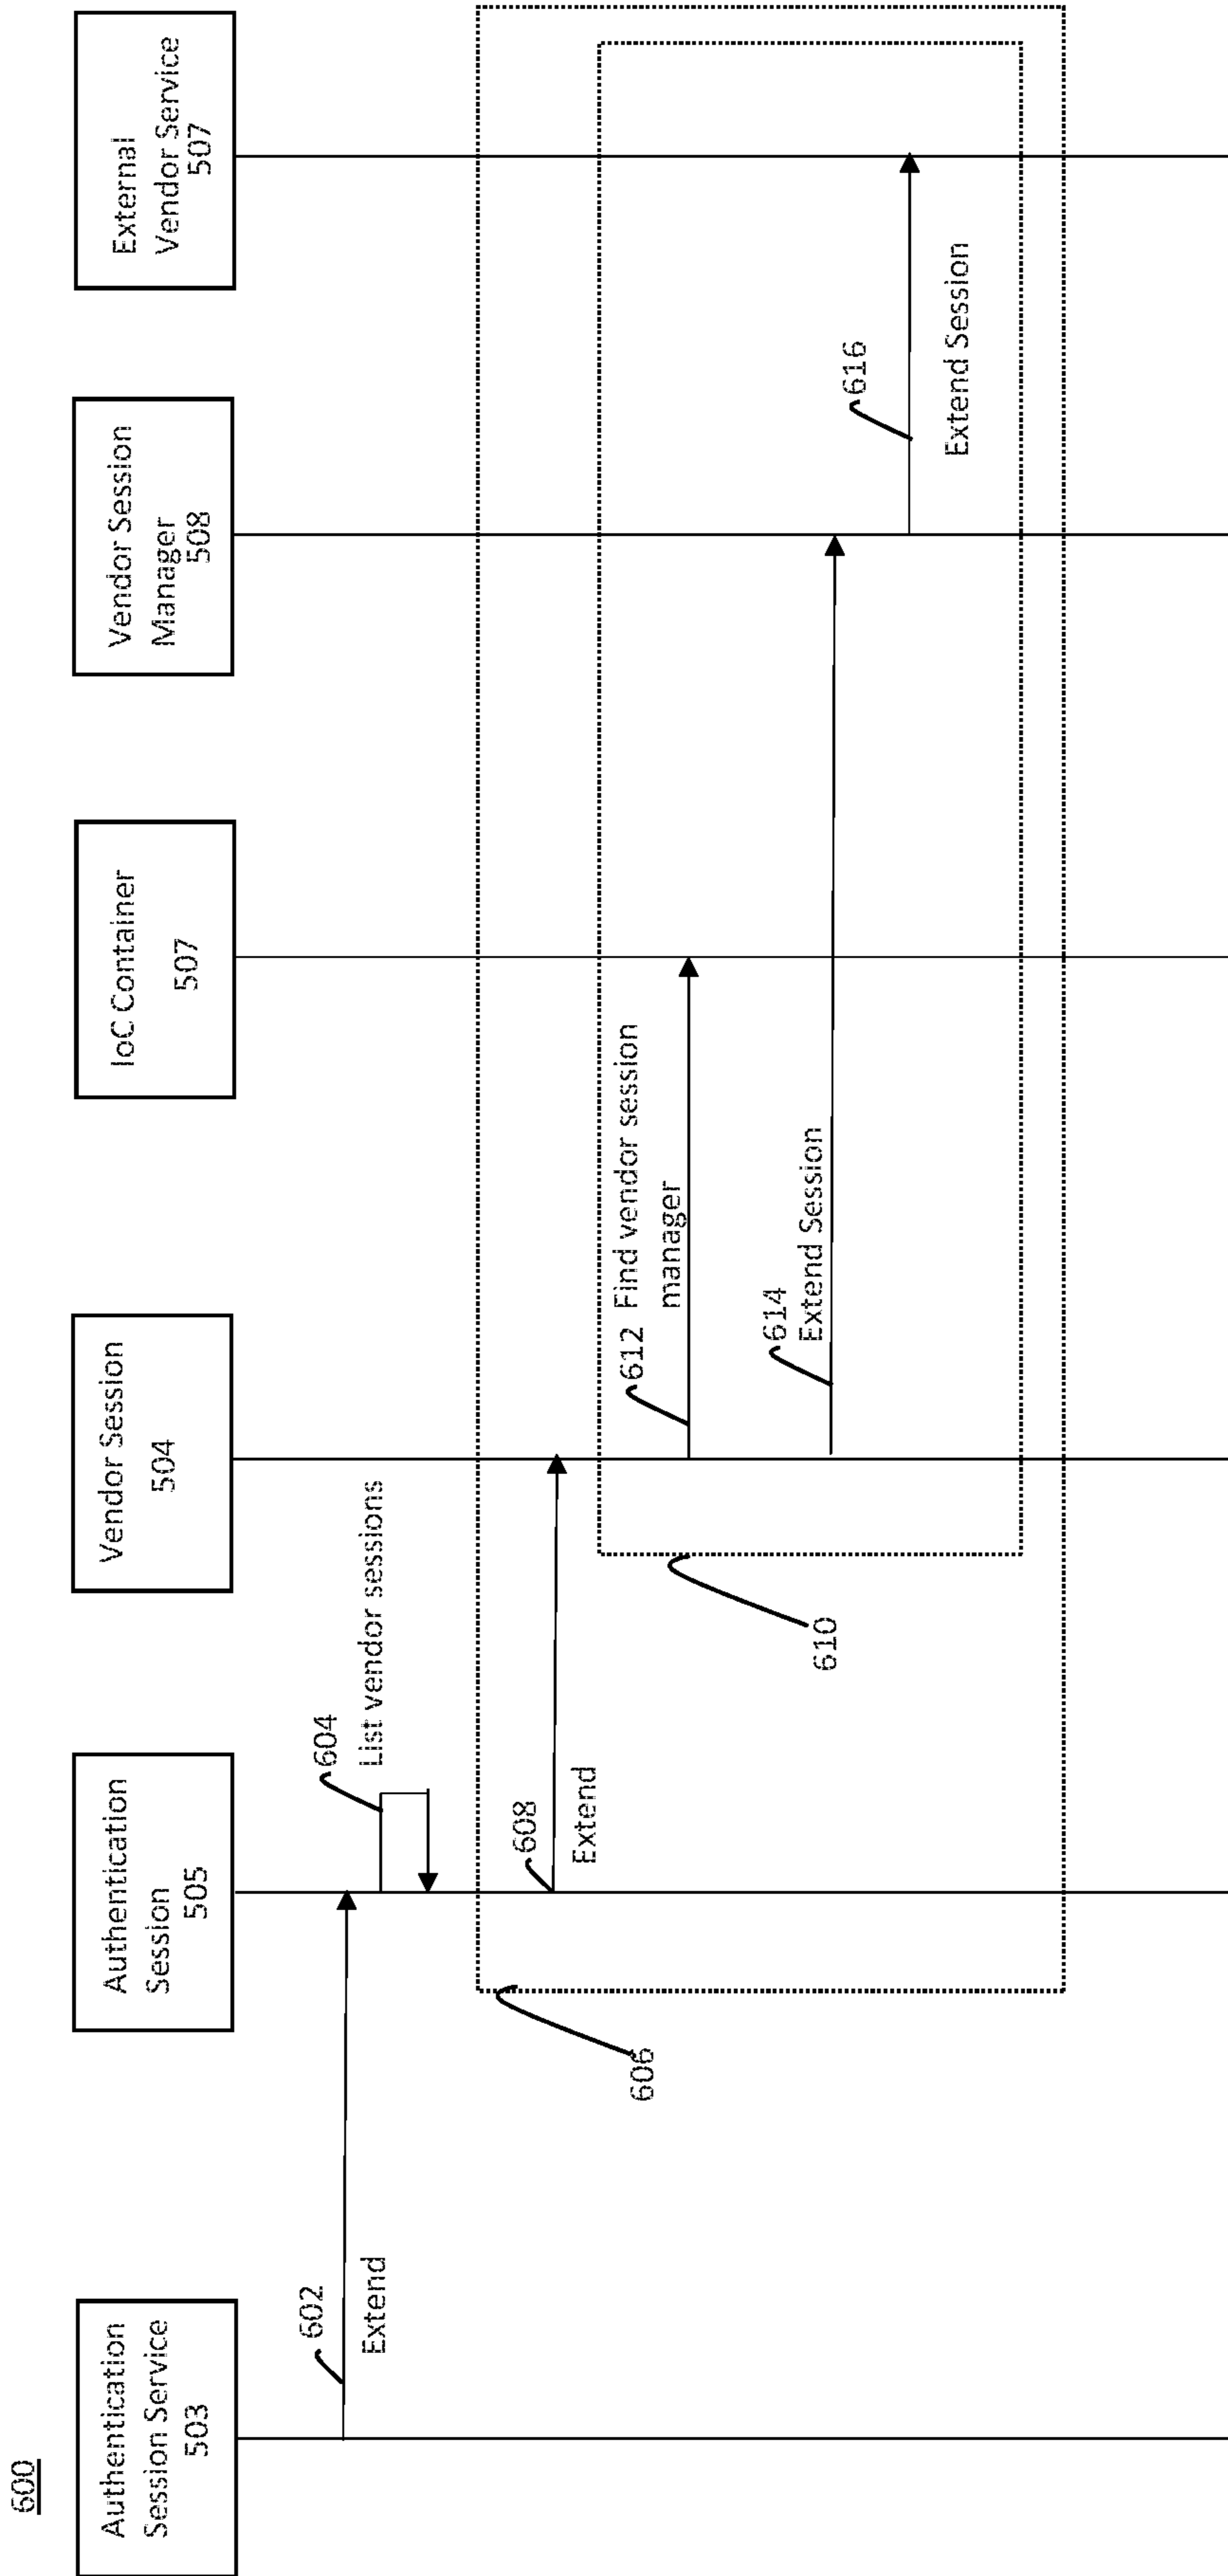 600
Authentication
Session Service
503
Authentication
Session
505
Vendor Session
504
IoC Container
507
Vendor Session
Manager
508
External
Vendor Service
507
602
Extend
604
List vendor sessions
606
608
Extend
610
612 Find vendor session
manager
614
Extend Session
616
Extend Session